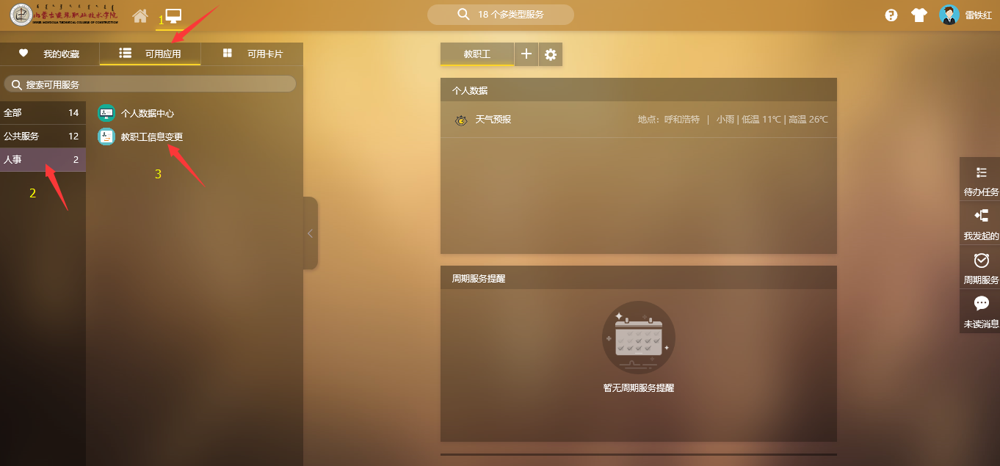 内蒙古建筑职业技术学院
INNER MONGOLIA TECHNICAL COLLEGE OF CONSTRUCTION
1
18 个多类型服务
雷铁红
我的收藏
可用应用
可用卡片
搜索可用服务
全部 14
公共服务 12
人事 2
2
个人数据中心
教职工信息变更
3
教职工
个人数据
天气预报
地点：呼和浩特 | 小雨 | 低温 11℃ | 高温 26℃
周期服务提醒
暂无周期服务提醒
待办任务
我发起的
周期服务
未读消息